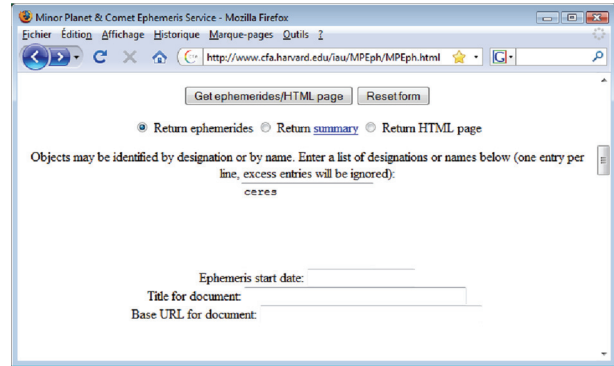 Minor Planet & Comet Ephemeris Service - Mozilla Firefox
Fichier Édition Affichage Historique Marque-pages Outils ?
http://www.cfa.harvard.edu/iau/MPEph/MPEph.html G
Get ephemerides/HTML page Reset form
Return ephemerides Return summary Return HTML page
Objects may be identified by designation or by name. Enter a list of designations or names below (one entry per
line, excess entries will be ignored):
ceres
Ephemeris start date:
Title for document:
Base URL for document: